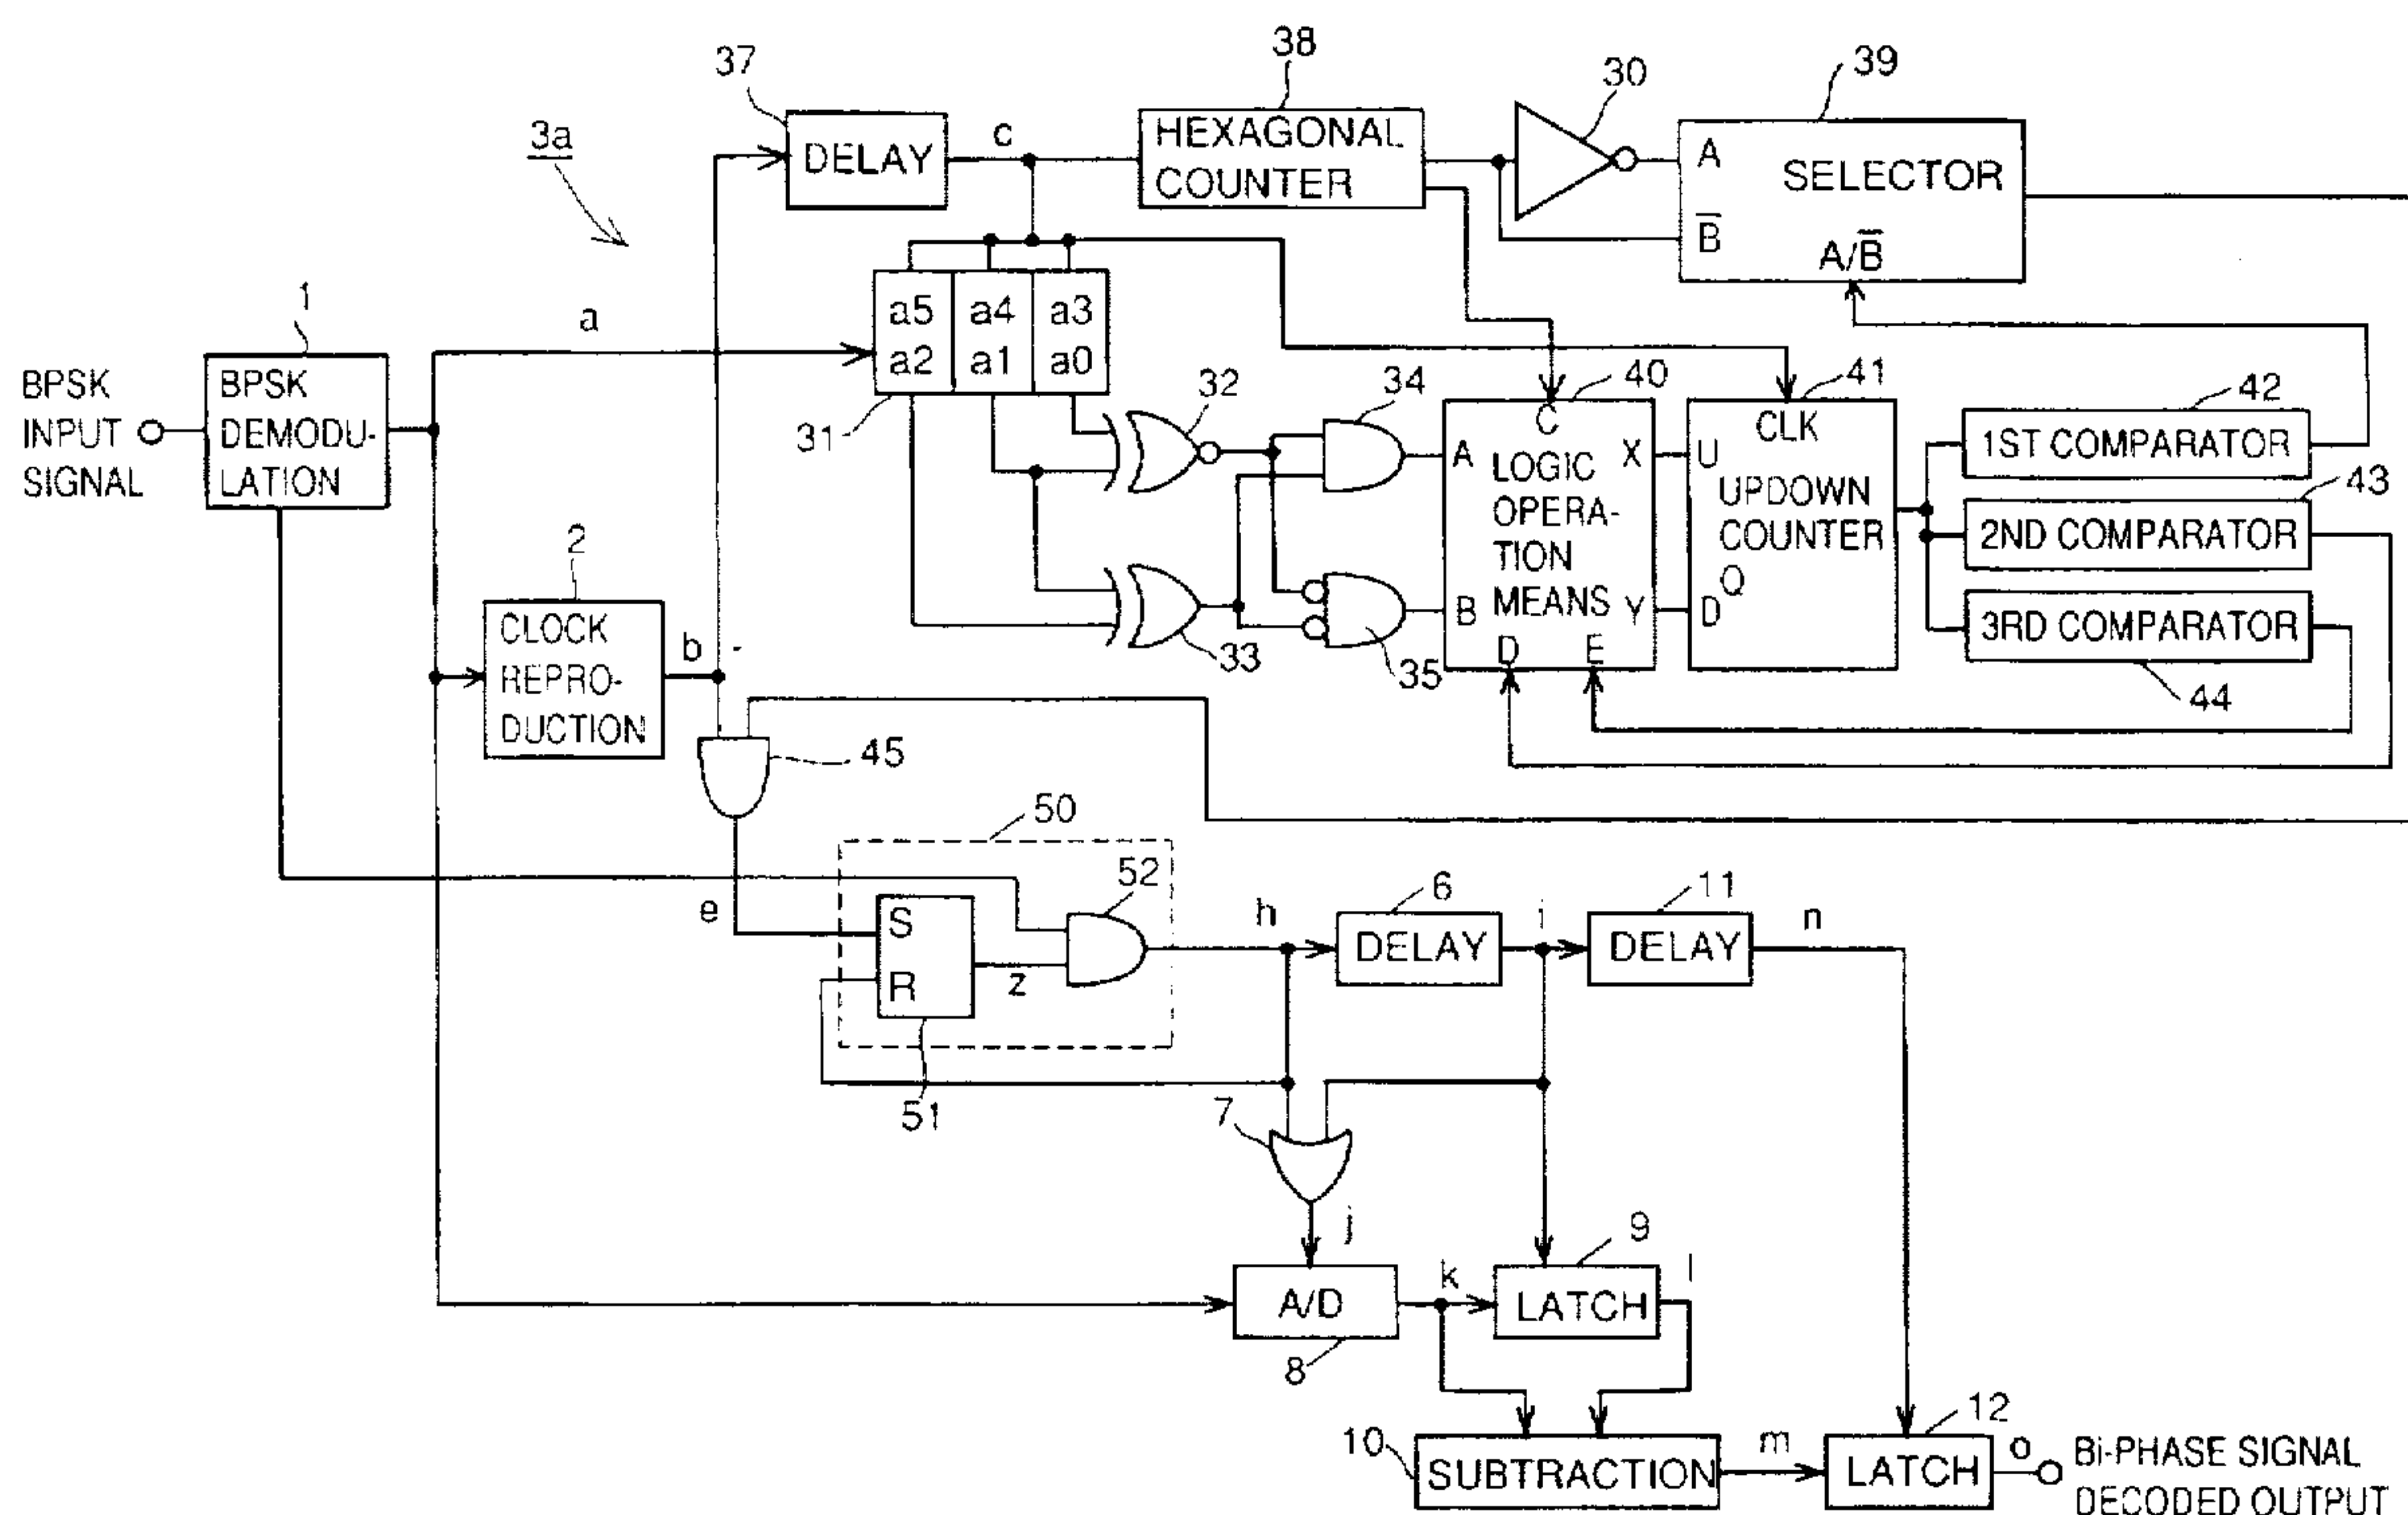 38
37
30
39
3a
DELAY
c
HEXAGONAL
COUNTER
A
SELECTOR
B̅
A/B̅
1
a
a5 a4 a3
a2 a1 a0
BPSK
INPUT
SIGNAL
BPSK
DEMODU-
LATION
31
32
34
40
41
42
C
CLK
1ST COMPARATOR
A
LOGIC
OPERA-
TION
MEANS
X
U
UPDOWN
COUNTER
Q
43
2ND COMPARATOR
2
B
Y
D
3RD COMPARATOR
CLOCK
REPRO-
DUCTION
b
33
35
D
E
44
45
50
52
e
S
R
z
h
6
DELAY
i
11
DELAY
n
51
7
j
9
A/D
k
LATCH
l
8
10
SUBTRACTION
m
12
LATCH
o
Bi-PHASE SIGNAL
DECODED OUTPUT